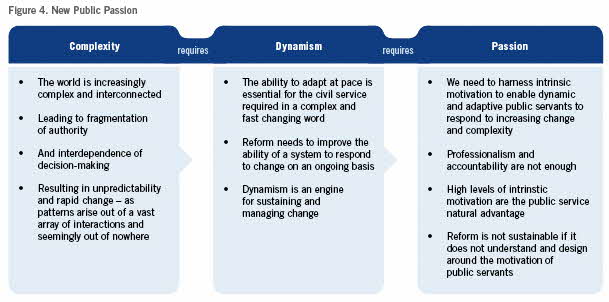 Figure 4. New Public Passion
Complexity
requires
Dynamism
requires
Passion
• The world is increasingly
complex and interconnected
• Leading to fragmentation
of authority
• And interdependence of
decision-making
• Resulting in unpredictability
and rapid change – as
patterns arise out of a vast
array of interactions and
seemingly out of nowhere
• The ability to adapt at pace is
essential for the civil service
required in a complex and
fast changing word
• Reform needs to improve the
ability of a system to respond
to change on an ongoing basis
• Dynamism is an engine
for sustaining and
managing change
• We need to harness intrinsic
motivation to enable dynamic
and adaptive public servants to
respond to increasing change
and complexity
• Professionalism and
accountability are not enough
• High levels of intrinstic
motivation are the public service
natural advantage
• Reform is not sustainable if it
does not understand and design
around the motivation of
public servants